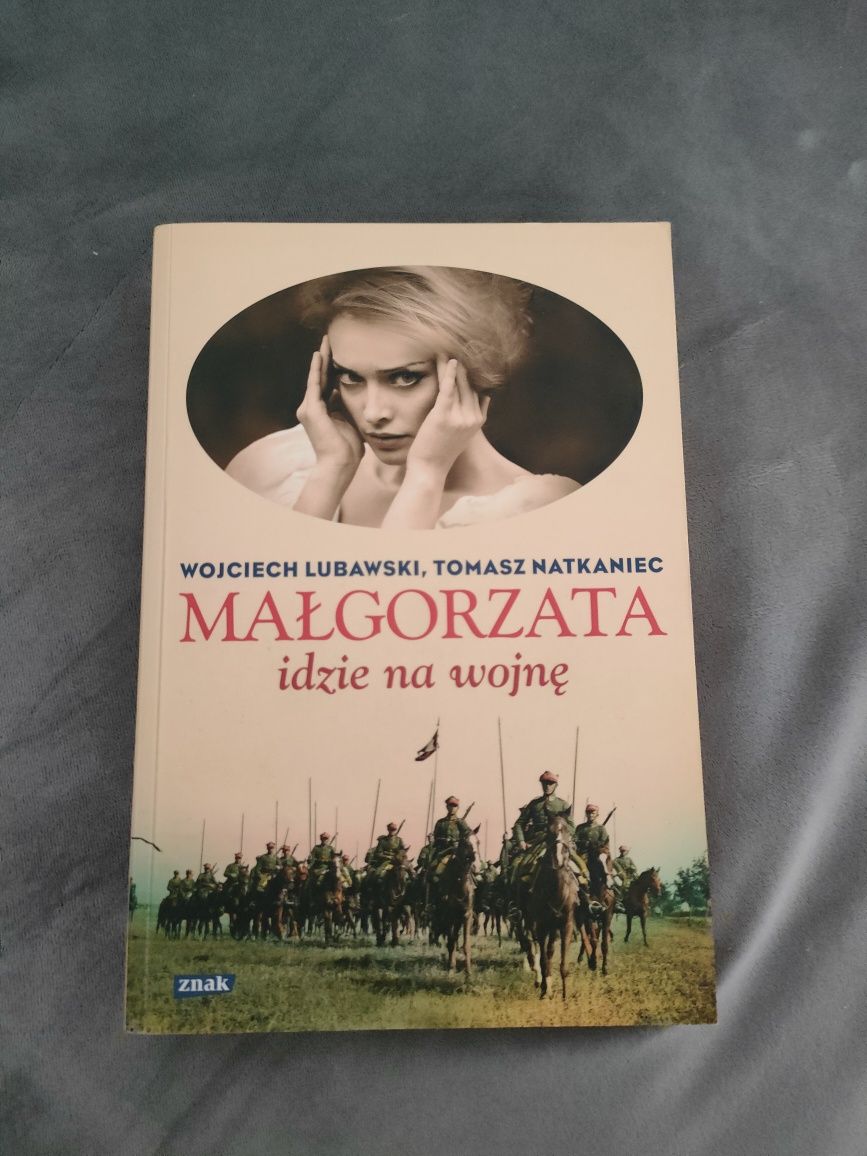 WOJCIECH LUBAWSKI, TOMASZ NATKANIEC
MAŁGORZATA
idzie na wojnę
znak